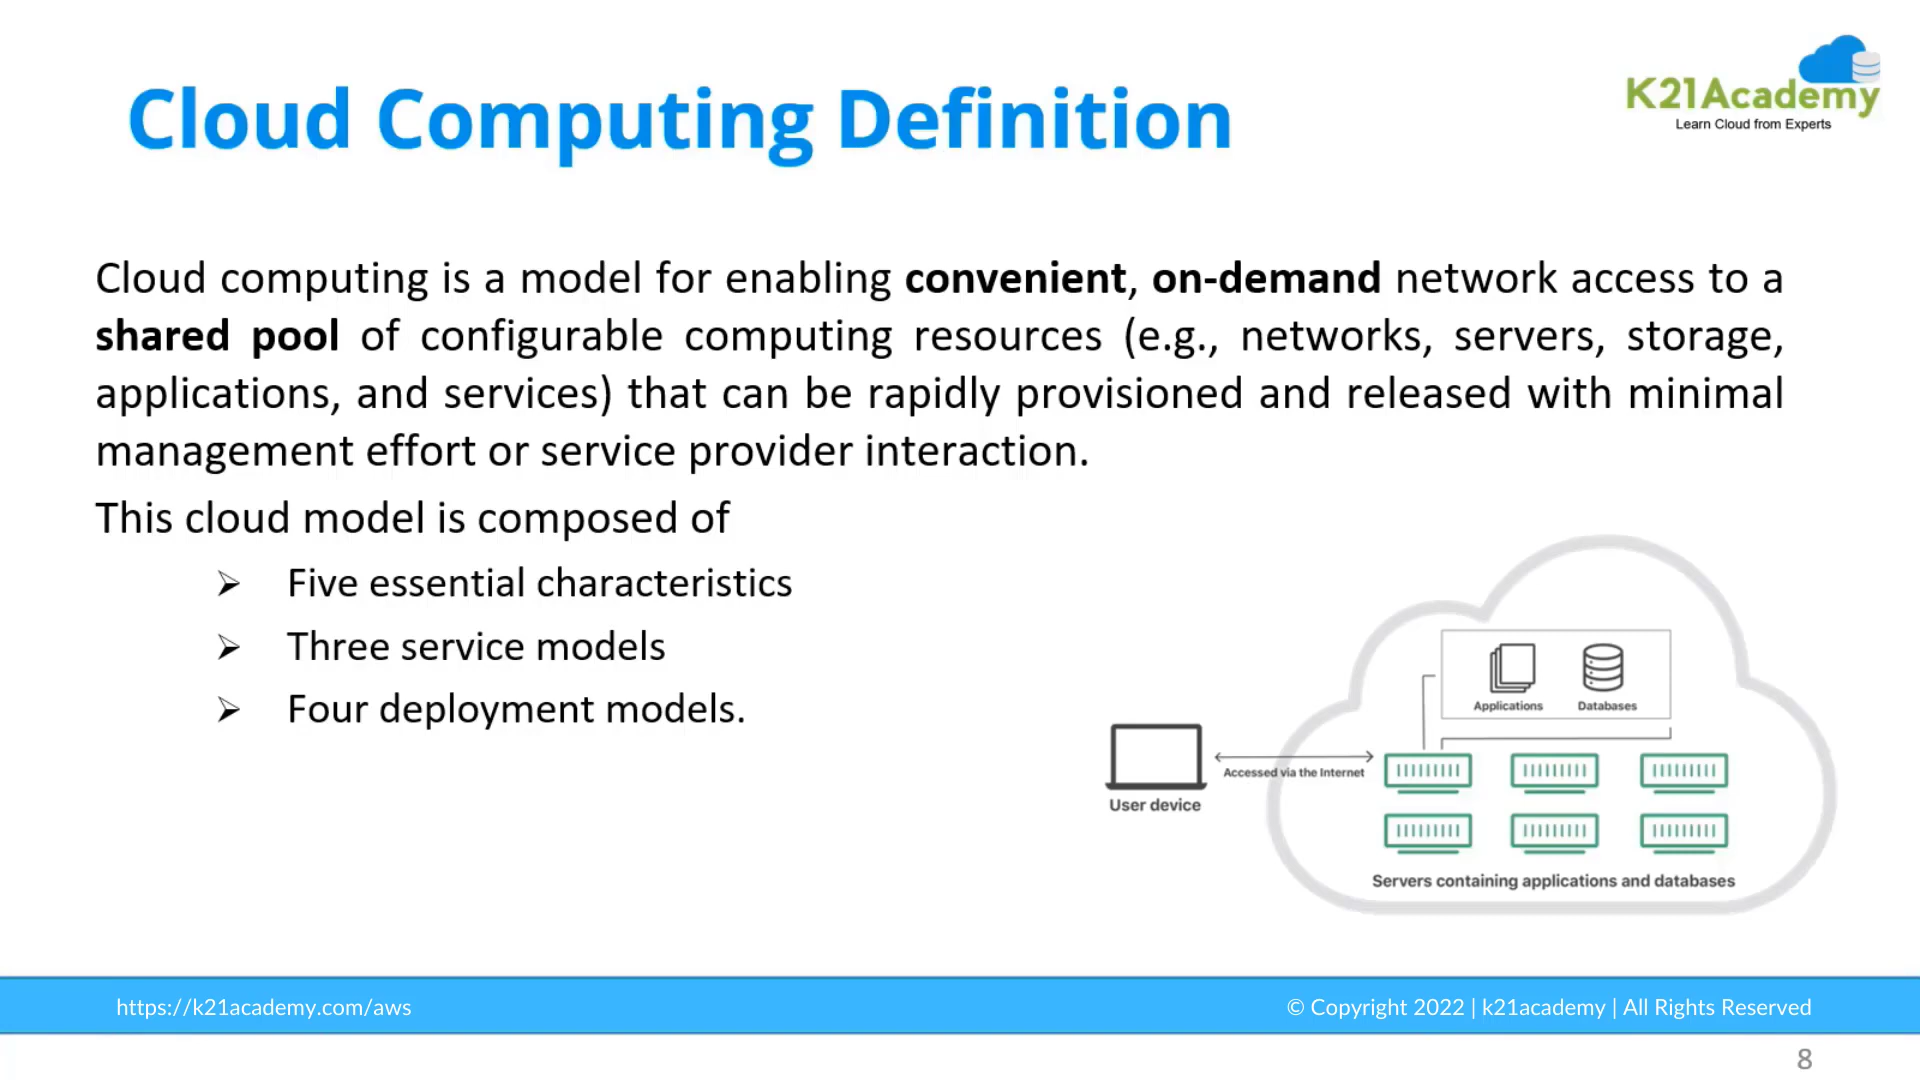 Cloud Computing Definition
K21Academy
Learn Cloud from Experts
Cloud computing is a model for enabling convenient, on-demand network access to a
shared pool of configurable computing resources (e.g., networks, servers, storage,
applications, and services) that can be rapidly provisioned and released with minimal
management effort or service provider interaction.
This cloud model is composed of
➢ Five essential characteristics
➢ Three service models
➢ Four deployment models.
Applications
Databases
Accessed via the Internet
User device
Servers containing applications and databases
https://k21academy.com/aws
© Copyright 2022 | k21academy | All Rights Reserved
8